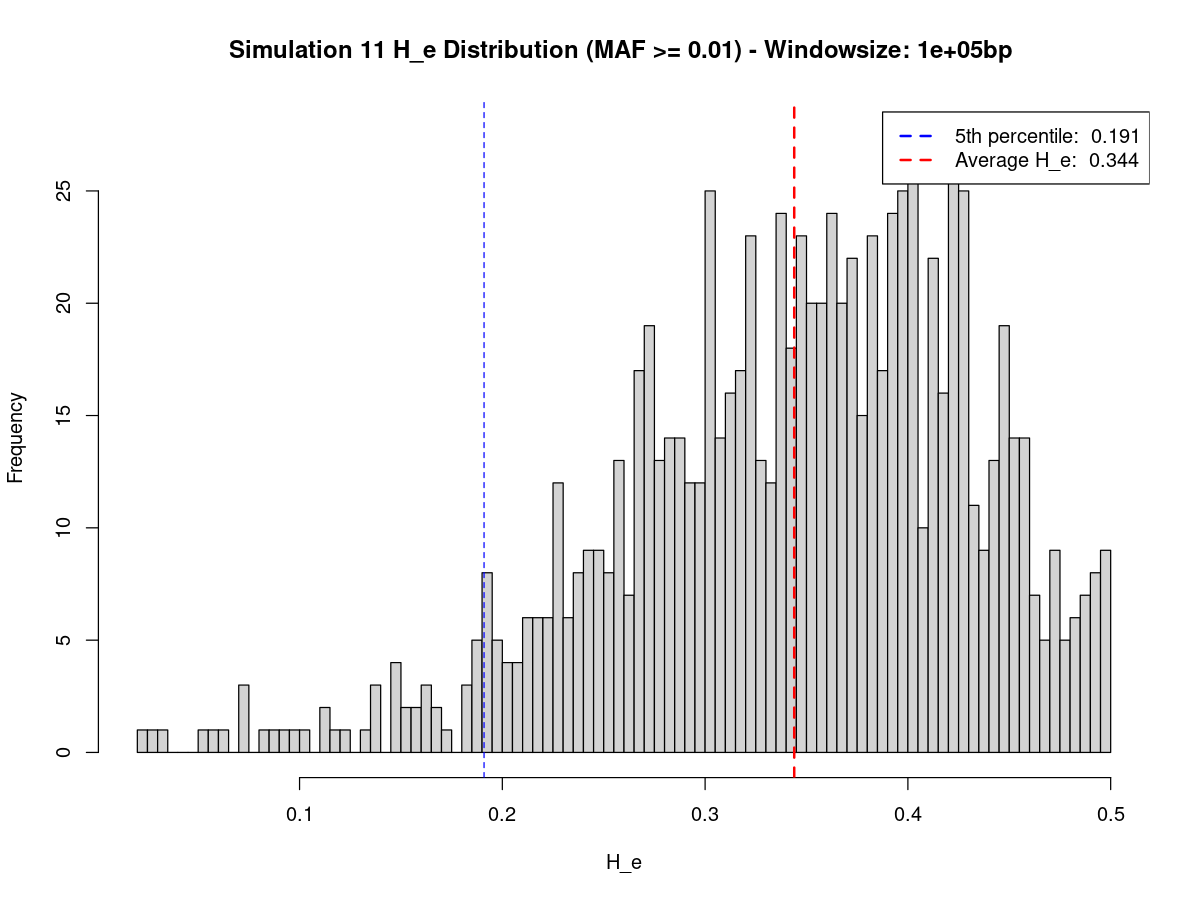 Simulation 11 H_e Distribution (MAF >= 0.01) - Windowsize: 1e+05bp
5th percentile:  0.191
Average H_e:  0.344
25
20
15
10
5
0
Frequency
0.1 0.2 0.3 0.4 0.5
H_e